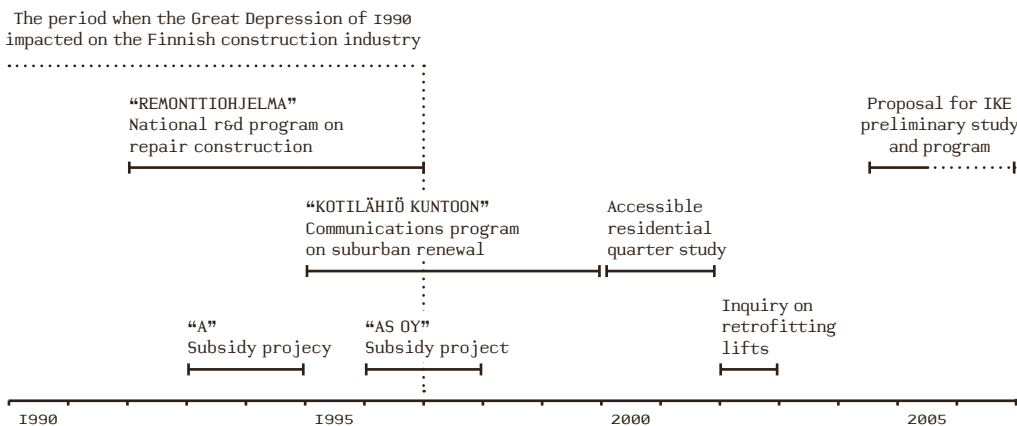 The period when the Great Depression of 1990
impacted on the Finnish construction industry
“REMONTTIOHJELMA”
National r&d program on
repair construction
Proposal for IKE
preliminary study
and program
“KOTILÄHIÖ KUNTOON”
Communications program
on suburban renewal
Accessible
residential
quarter study
“A”
Subsidy projecy
“AS OY”
Subsidy project
Inquiry on
retrofitting
lifts
1990
1995
2000
2005